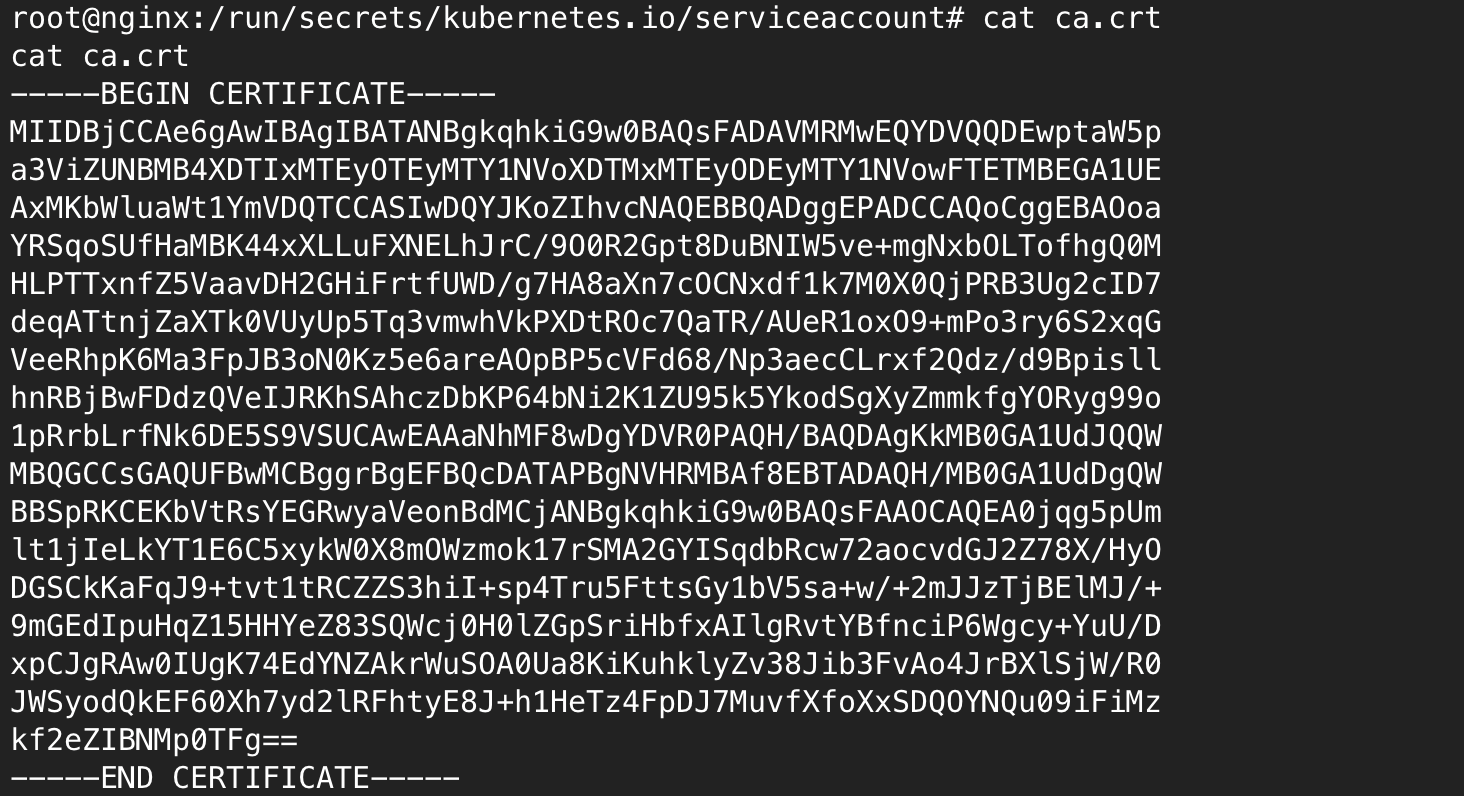 root@nginx:/run/secrets/kubernetes.io/serviceaccount# cat ca.crt
cat ca.crt
-----BEGIN CERTIFICATE-----
MIIDBjCCAe6gAwIBAgIBATANBgkqhkiG9w0BAQsFADAVMRMwEQYDVQQDEwptaW5p
a3ViZUNBMB4XDTIxMTEyOTEyMTY1NVoXDTMxMTEyODEyMTY1NVowFTETMBEGA1UE
AxMKbWluaWt1YmVDQTCCASIwDQYJKoZIhvcNAQEBBQADggEPADCCAQoCggEBAOoa
YRSqoSUfHaMBK44xXLLuFXNELhJrC/9O0R2Gpt8DuBNIW5ve+mgNxbOLTofhgQ0M
HLPTTxnfZ5VaavDH2GHiFrtfUWD/g7HA8aXn7cOCNxdf1k7M0X0QjPRB3Ug2cID7
deqATtnjZaXTk0VUyUp5Tq3vmwhVkPXDtROc7QaTR/AUeR1oxO9+mPo3ry6S2xqG
VeeRhpK6Ma3FpJB3oN0Kz5e6areAOpBP5cVFd68/Np3aecCLrxf2Qdz/d9Bpisll
hnRBjBwFDdzQVeIJRKhSAhczDbKP64bNi2K1ZU95k5YkodSgXyZmmkfgYORyg99o
1pRrbLrfNk6DE5S9VSUCAwEAAaNhMF8wDgYDVR0PAQH/BAQDAgKkMB0GA1UdJQQW
MBQGCCsGAQUFBwMCBggrBgEFBQcDATAPBgNVHRMBAf8EBTADAQH/MB0GA1UdDgQW
BBSpRKCEKbVtRsYEGRwyaVeonBdMCjANBgkqhkiG9w0BAQsFAAOCAQEA0jqg5pUm
lt1jIeLkYT1E6C5xykW0X8mOWzmok17rSMA2GYISqdbRcw72aocvdGJ2Z78X/HyO
DGSCkKaFqJ9+tvt1tRCZZS3hiI+sp4Tru5FttsGy1bV5sa+w/+2mJJzTjBElMJ/+
9mGEdIpuHqZ15HHYeZ83SQWcj0H0lZGpSriHbfxAIlgRvtYBfnciP6Wgcy+YuU/D
xpCJgRAw0IUgK74EdYNZAkrWuSOA0Ua8KiKuhklyZv38Jib3FvAo4JrBXlSjW/R0
JWSyodQkEF60Xh7yd2lRFhtyE8J+h1HeTz4FpDJ7MuvfXfoXxSDQOYNQu09iFiMz
kf2eZIBNMp0TFg==
-----END CERTIFICATE-----